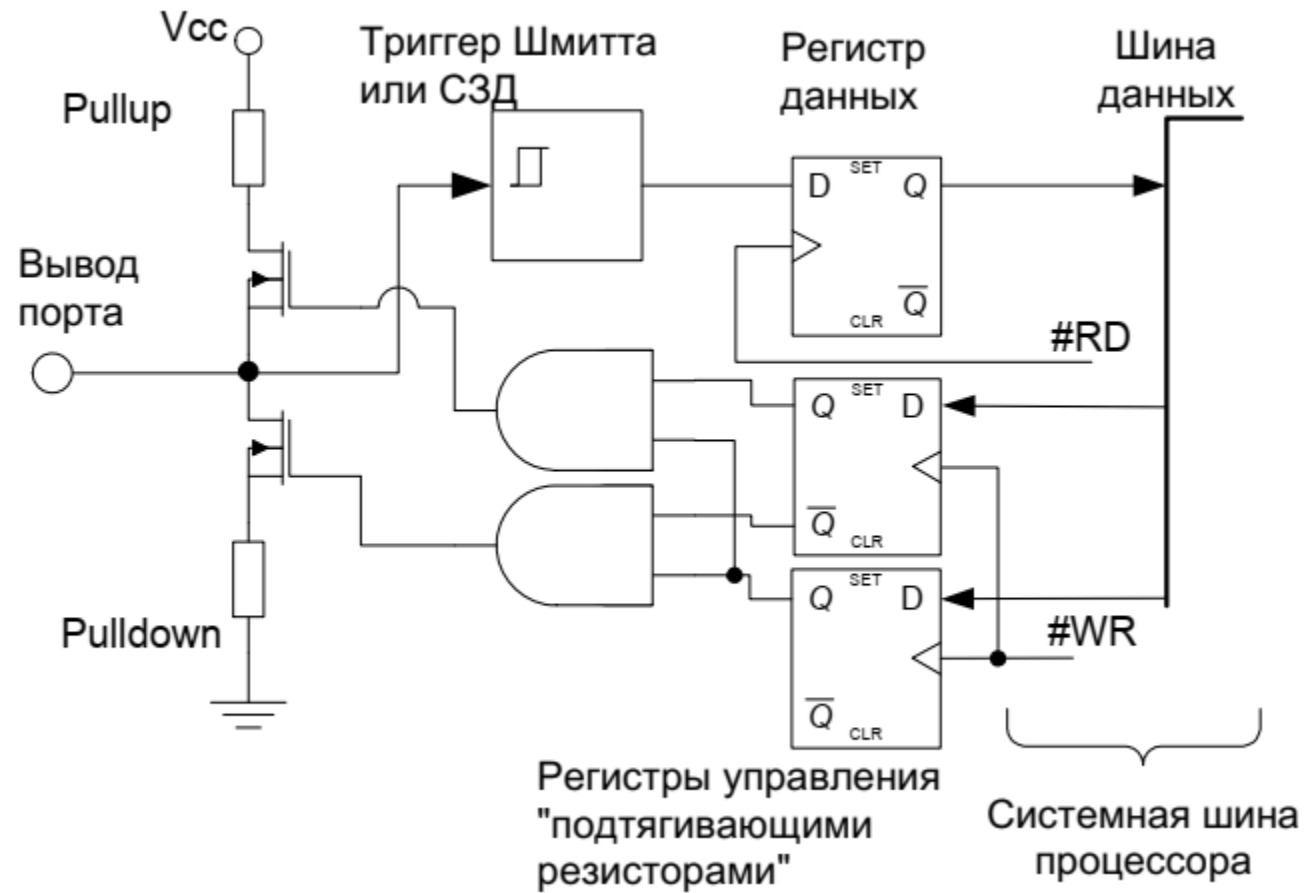 Vcc
Триггер Шмитта
или СЗД
Регистр
данных
Шина
данных
Pullup
SET
D
Q
Вывод
порта
Q
CLR
#RD
Q
SET
D
Q
CLR
Q
SET
D
Pulldown
#WR
Q
CLR
Регистры управления
"подтягивающими
резисторами"
Системная шина
процессора